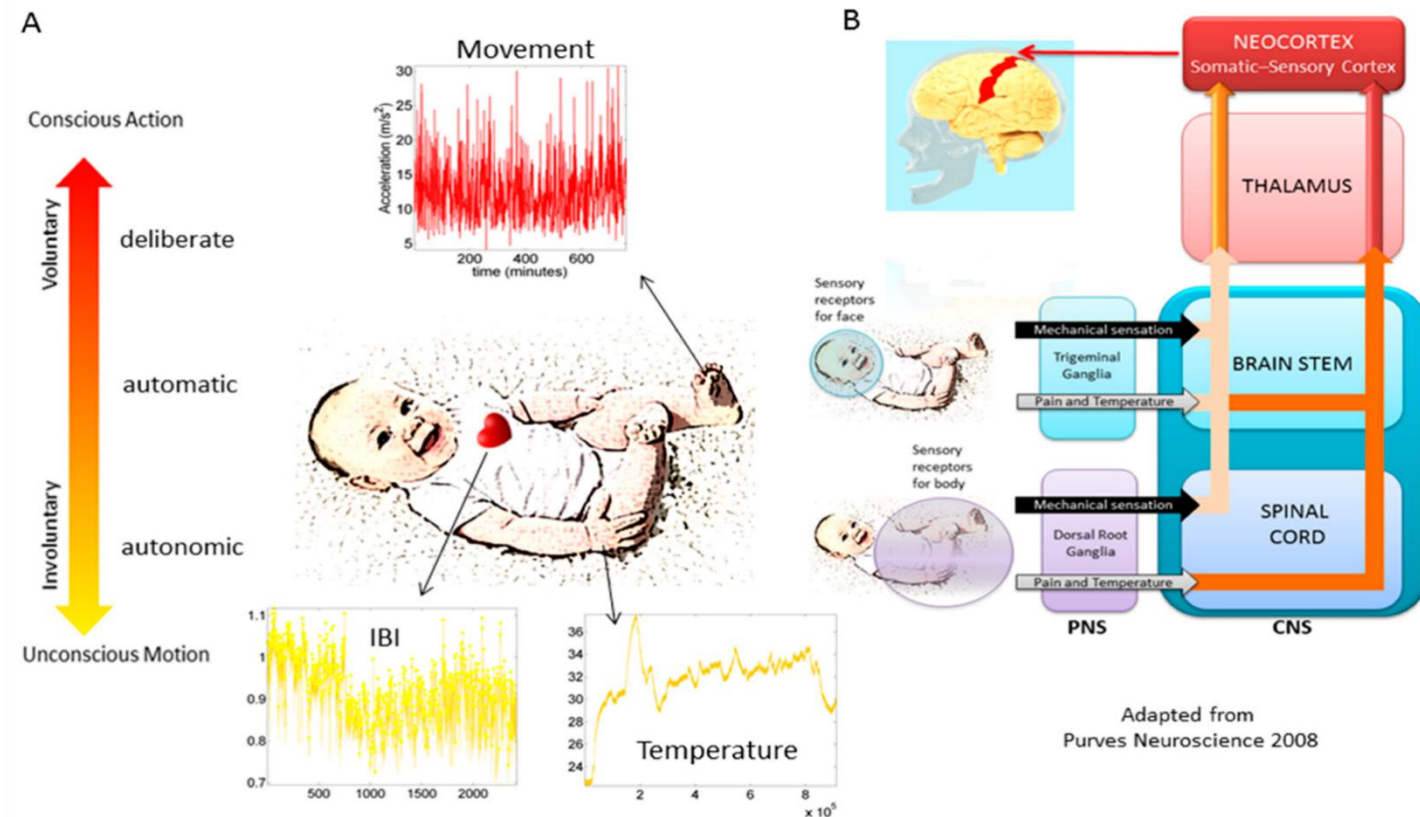 A
Movement
30
25
20
15
10
5
Acceleration (m/s²)
200 400 600
time (minutes)
Conscious Action
Voluntary
deliberate
automatic
Involuntary
autonomic
Unconscious Motion
IBI
1.1
1
0.9
0.8
0.7
500 1000 1500 2000
Temperature
36
34
32
30
28
26
24
2 4 6 8
x 10⁵
B
NEOCORTEX
Somatic–Sensory Cortex
THALAMUS
Sensory
receptors
for face
Mechanical sensation
Trigeminal
Ganglia
BRAIN STEM
Pain and Temperature
Sensory
receptors
for body
Mechanical sensation
Dorsal Root
Ganglia
SPINAL
CORD
Pain and Temperature
PNS
CNS
Adapted from
Purves Neuroscience 2008